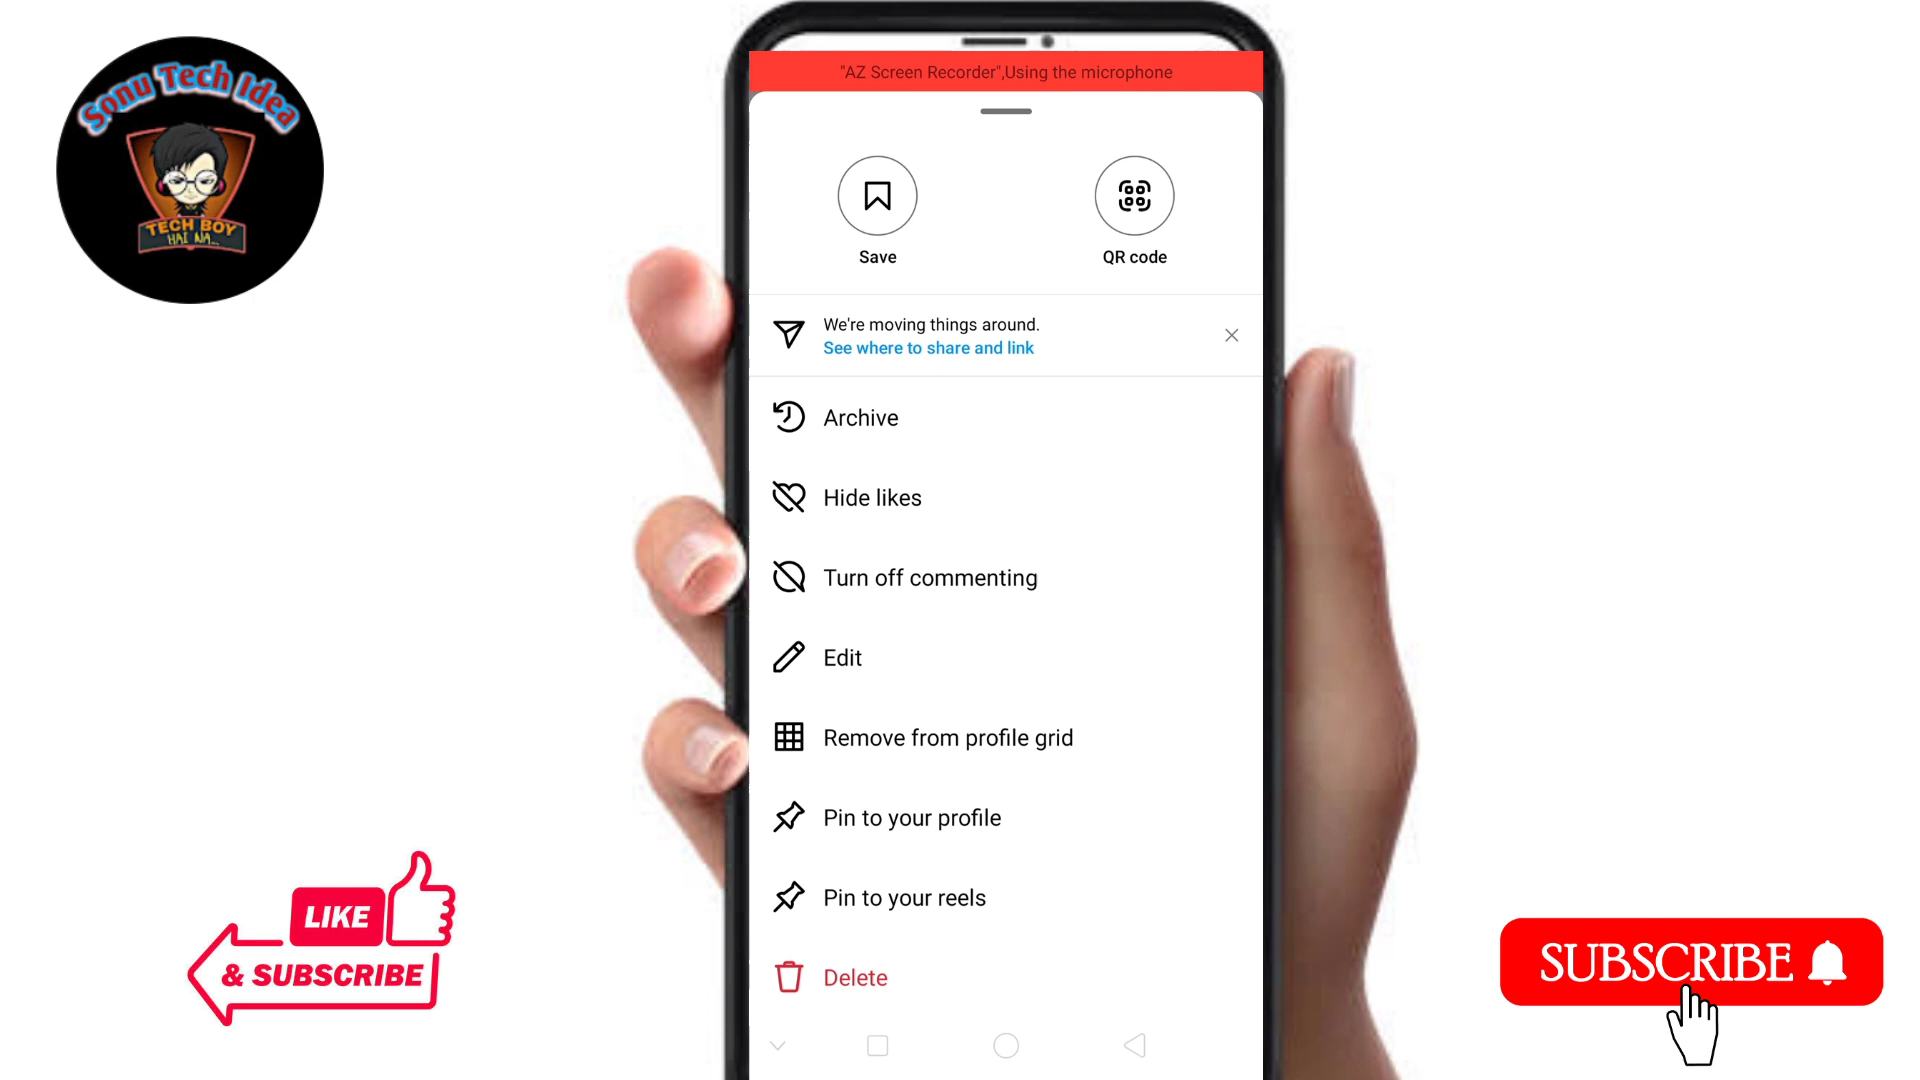 Sonu Tech Idea
TECH BOY
HAI NA...
"AZ Screen Recorder",Using the microphone
Save
QR code
We're moving things around.
See where to share and link
Archive
Hide likes
Turn off commenting
Edit
Remove from profile grid
Pin to your profile
Pin to your reels
Delete
LIKE
& SUBSCRIBE
SUBSCRIBE